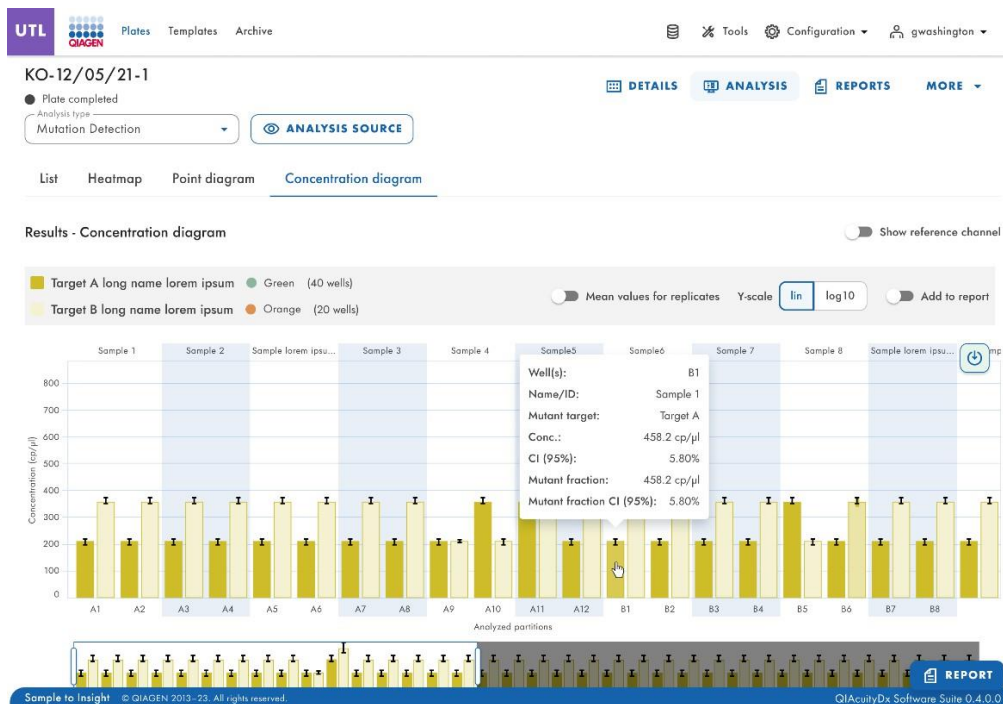 UTL
QIAGEN
Plates Templates Archive
Tools Configuration gwashington
KO-12/05/21-1
Plate completed
DETAILS ANALYSIS REPORTS MORE
Analysis type
Mutation Detection
ANALYSIS SOURCE
List Heatmap Point diagram Concentration diagram
Results - Concentration diagram
Show reference channel
Target A long name lorem ipsum Green (40 wells)
Target B long name lorem ipsum Orange (20 wells)
Mean values for replicates Y-scale lin log10 Add to report
Sample 1 Sample 2 Sample lorem ipsu... Sample 3 Sample 4 Sample5 Sample6 Sample 7 Sample 8 Sample lorem ipsu...
Well(s): B1
Name/ID: Sample 1
Mutant target: Target A
Conc.: 458.2 cp/µl
CI (95%): 5.80%
Mutant fraction: 458.2 cp/µl
Mutant fraction CI (95%): 5.80%
Concentration (cp/µl)
800
700
600
500
400
300
200
100
0
A1 A2 A3 A4 A5 A6 A7 A8 A9 A10 A11 A12 B1 B2 B3 B4 B5 B6 B7 B8
Analyzed partitions
REPORT
Sample to Insight © QIAGEN 2013–23. All rights reserved.
QIAcuityDx Software Suite 0.4.0.0